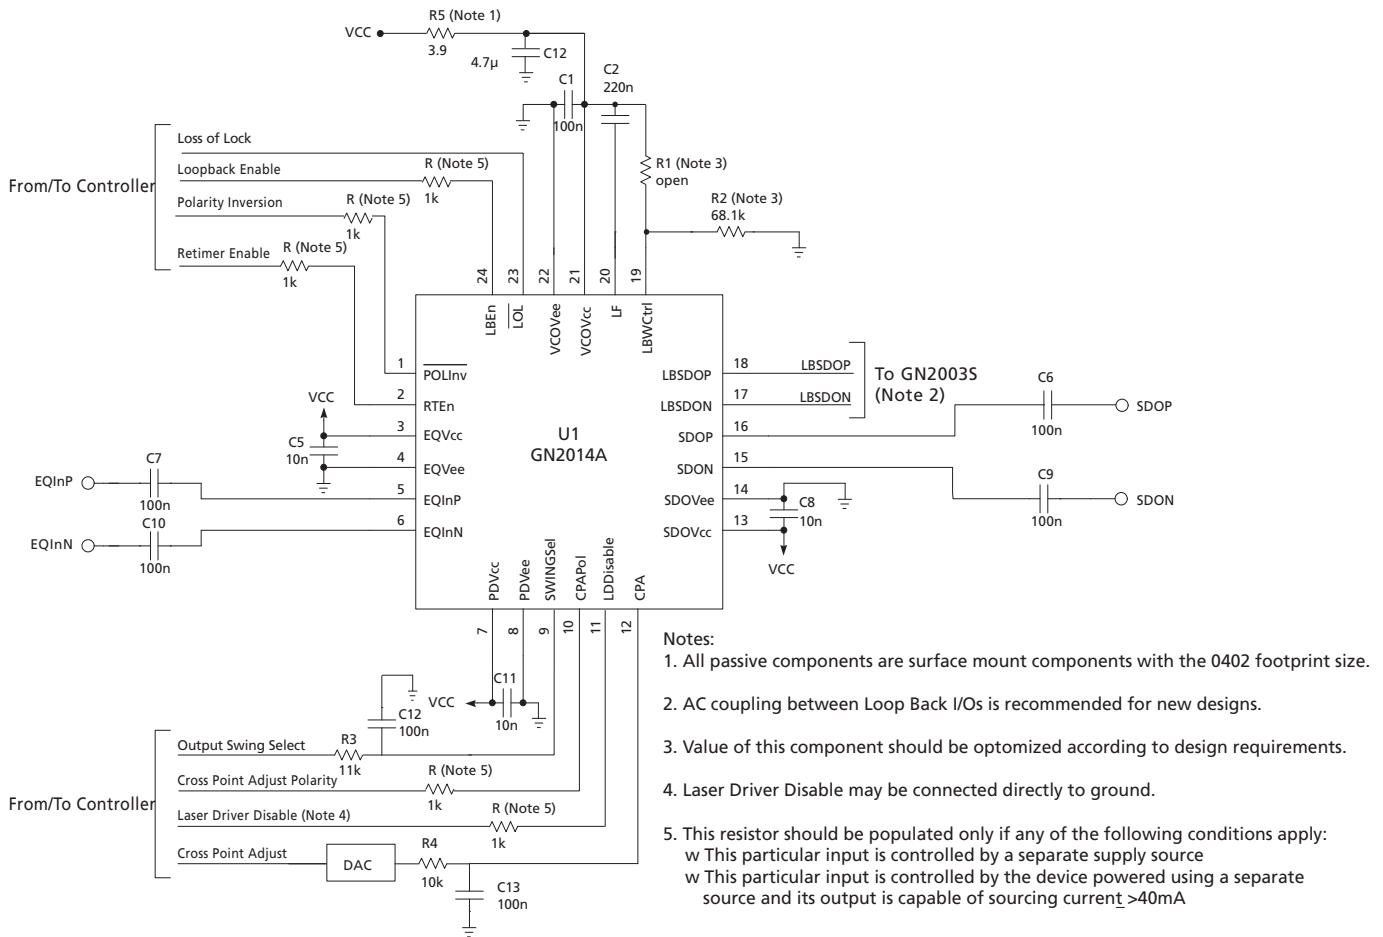 R5 (Note 1)
VCC
3.9
C12
4.7µ
C1
100n
C2
220n
Loss of Lock
Loopback Enable
R (Note 5)
1k
From/To Controller
Polarity Inversion
R (Note 5)
1k
Retimer Enable
R (Note 5)
1k
R1 (Note 3)
open
R2 (Note 3)
68.1k
24
23
22
21
20
19
LBEn
LOL
VCOVee
VCOVcc
LF
LBWCtrl
1
POLInv
2
RTEn
3
EQVcc
4
EQVee
5
EQInP
6
EQInN
VCC
C5
10n
EQInP
C7
100n
EQInN
C10
100n
U1
GN2014A
18
LBSDOP
LBSDOP
17
LBSDON
LBSDON
To GN2003S
(Note 2)
16
SDOP
15
SDON
14
SDOVee
13
SDOVcc
C6
100n
SDOP
C9
100n
SDON
C8
10n
VCC
PDVcc
PDVee
SWINGSel
CPAPol
LDDisable
CPA
7
8
9
10
11
12
VCC
C11
10n
C12
100n
From/To Controller
Output Swing Select
R3
11k
Cross Point Adjust Polarity
R (Note 5)
1k
Laser Driver Disable (Note 4)
R (Note 5)
1k
Cross Point Adjust
DAC
R4
10k
C13
100n
Notes:
1. All passive components are surface mount components with the 0402 footprint size.
2. AC coupling between Loop Back I/Os is recommended for new designs.
3. Value of this component should be optomized according to design requirements.
4. Laser Driver Disable may be connected directly to ground.
5. This resistor should be populated only if any of the following conditions apply:
w This particular input is controlled by a separate supply source
w This particular input is controlled by the device powered using a separate
source and its output is capable of sourcing current >40mA